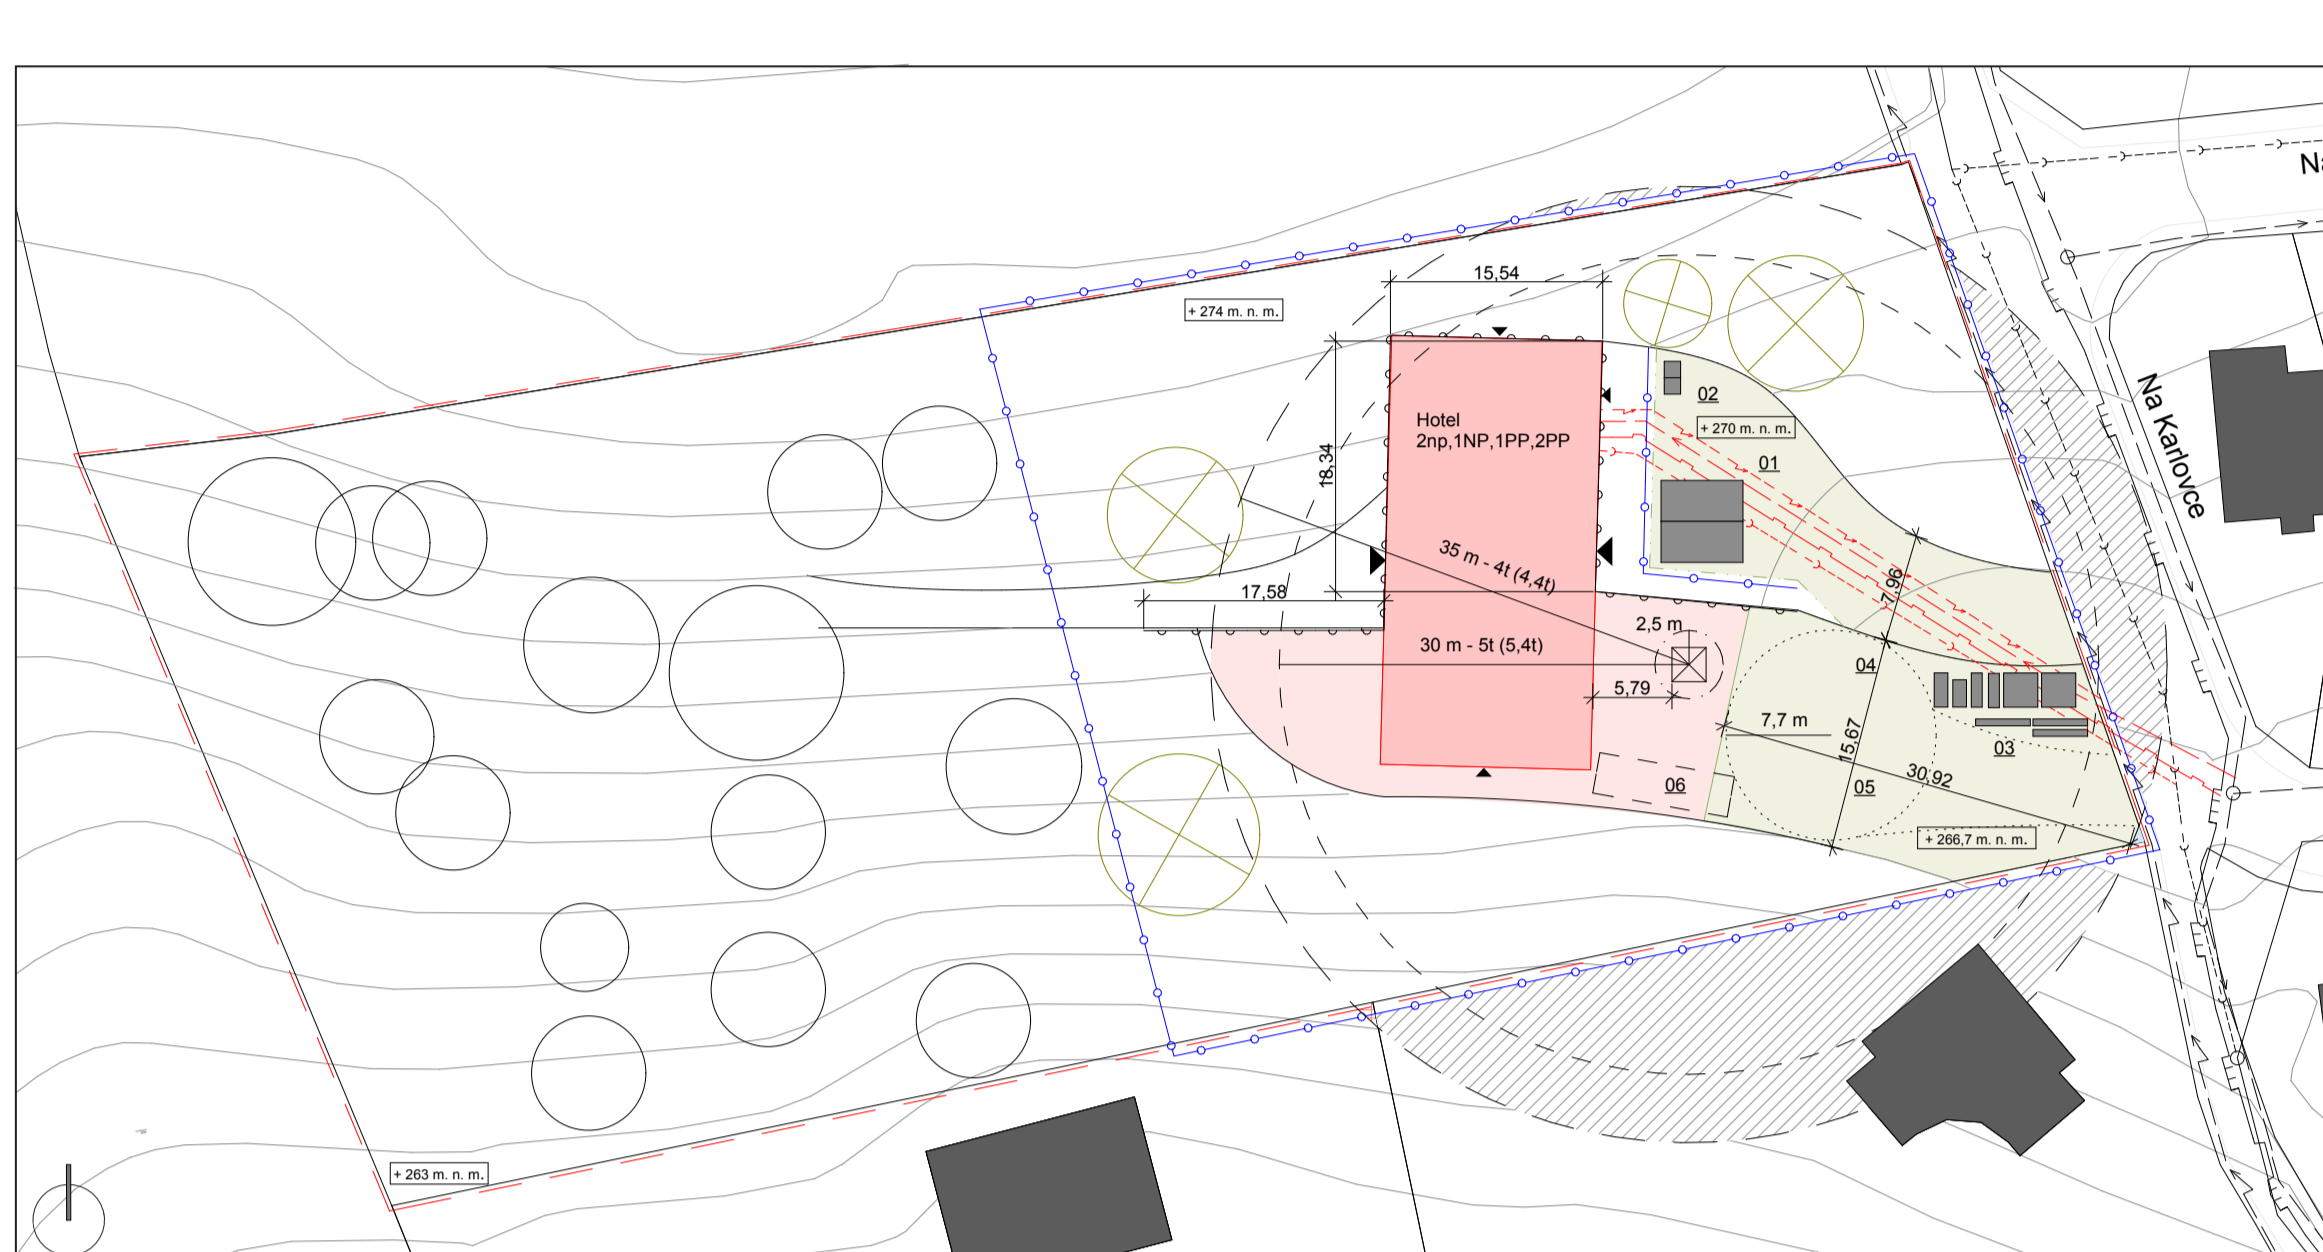 Na
15,54
+ 274 m. n. m.
02
+ 270 m. n. m.
Hotel
2np,1NP,1PP,2PP
01
Na Karlovce
18,34
35 m - 4t (4,4t)
7,96
17,58
2,5 m
30 m - 5t (5,4t)
04
5,79
7,7 m
15,67
03
30,92
06
05
+ 266,7 m. n. m.
+ 263 m. n. m.